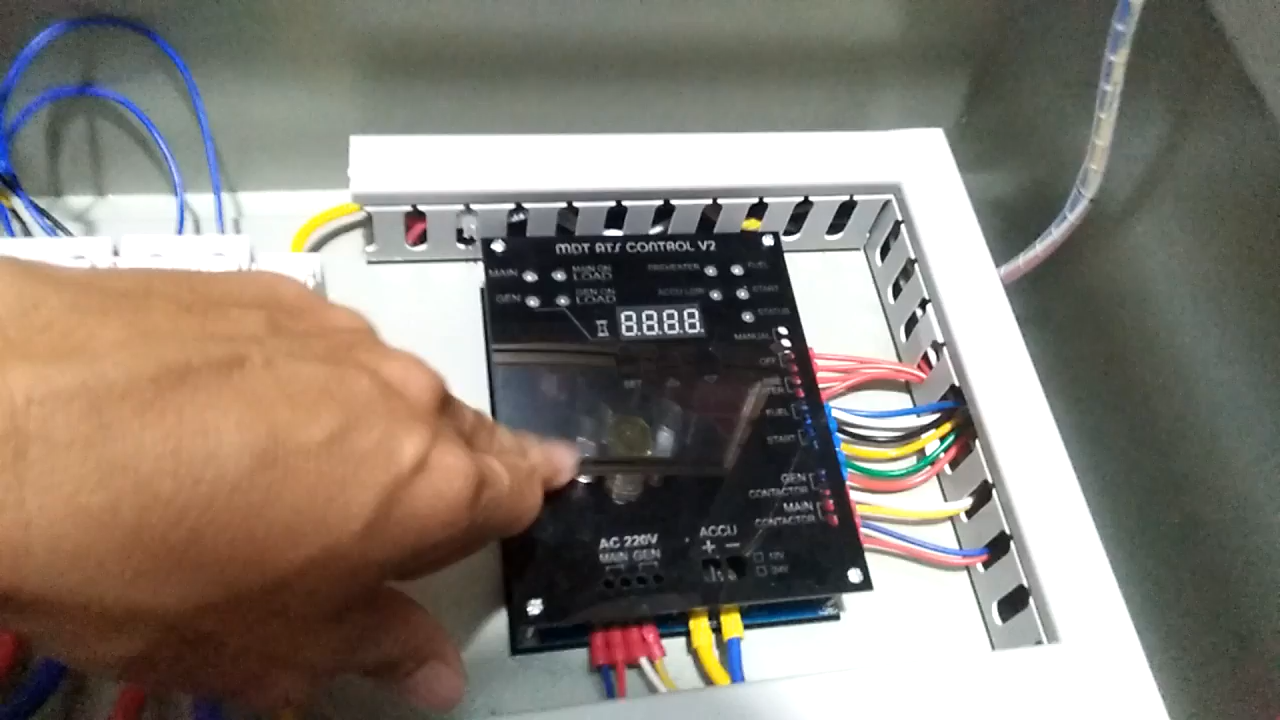 MDT ATS CONTROL V2
MAIN
MAIN ON
LOAD
PREHEATER
FUEL
GEN
GEN ON
LOAD
ACCU LOW
START
STATUS
8.8.8.8.
MANUAL
OFF
SET
FUEL
START
GEN
CONTACTOR
MAIN
CONTACTOR
AC 220V
MAIN GEN
ACCU
+ −
12V
24V